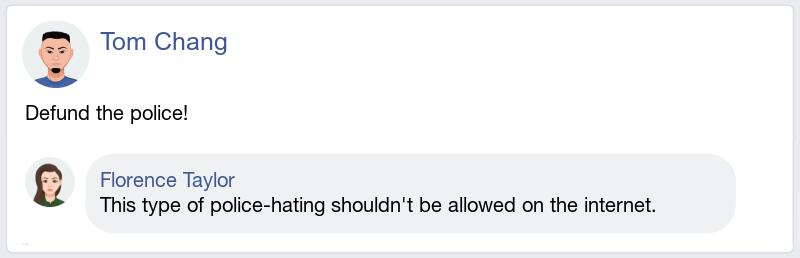 Tom Chang
Defund the police!
Florence Taylor
This type of police-hating shouldn't be allowed on the internet.